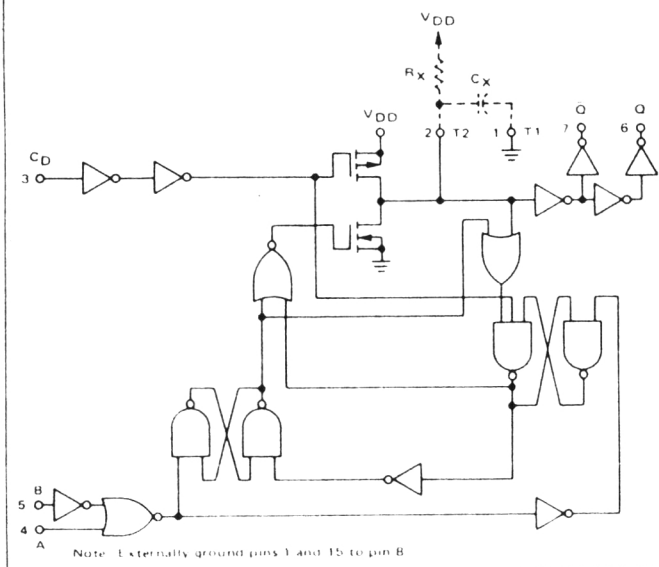 VDD
RX
CX
VDD
2 T2
1 T1
Q̄
7
Q
6
CD
3
B
5
4
A
Note: Externally ground pins 1 and 15 to pin 8